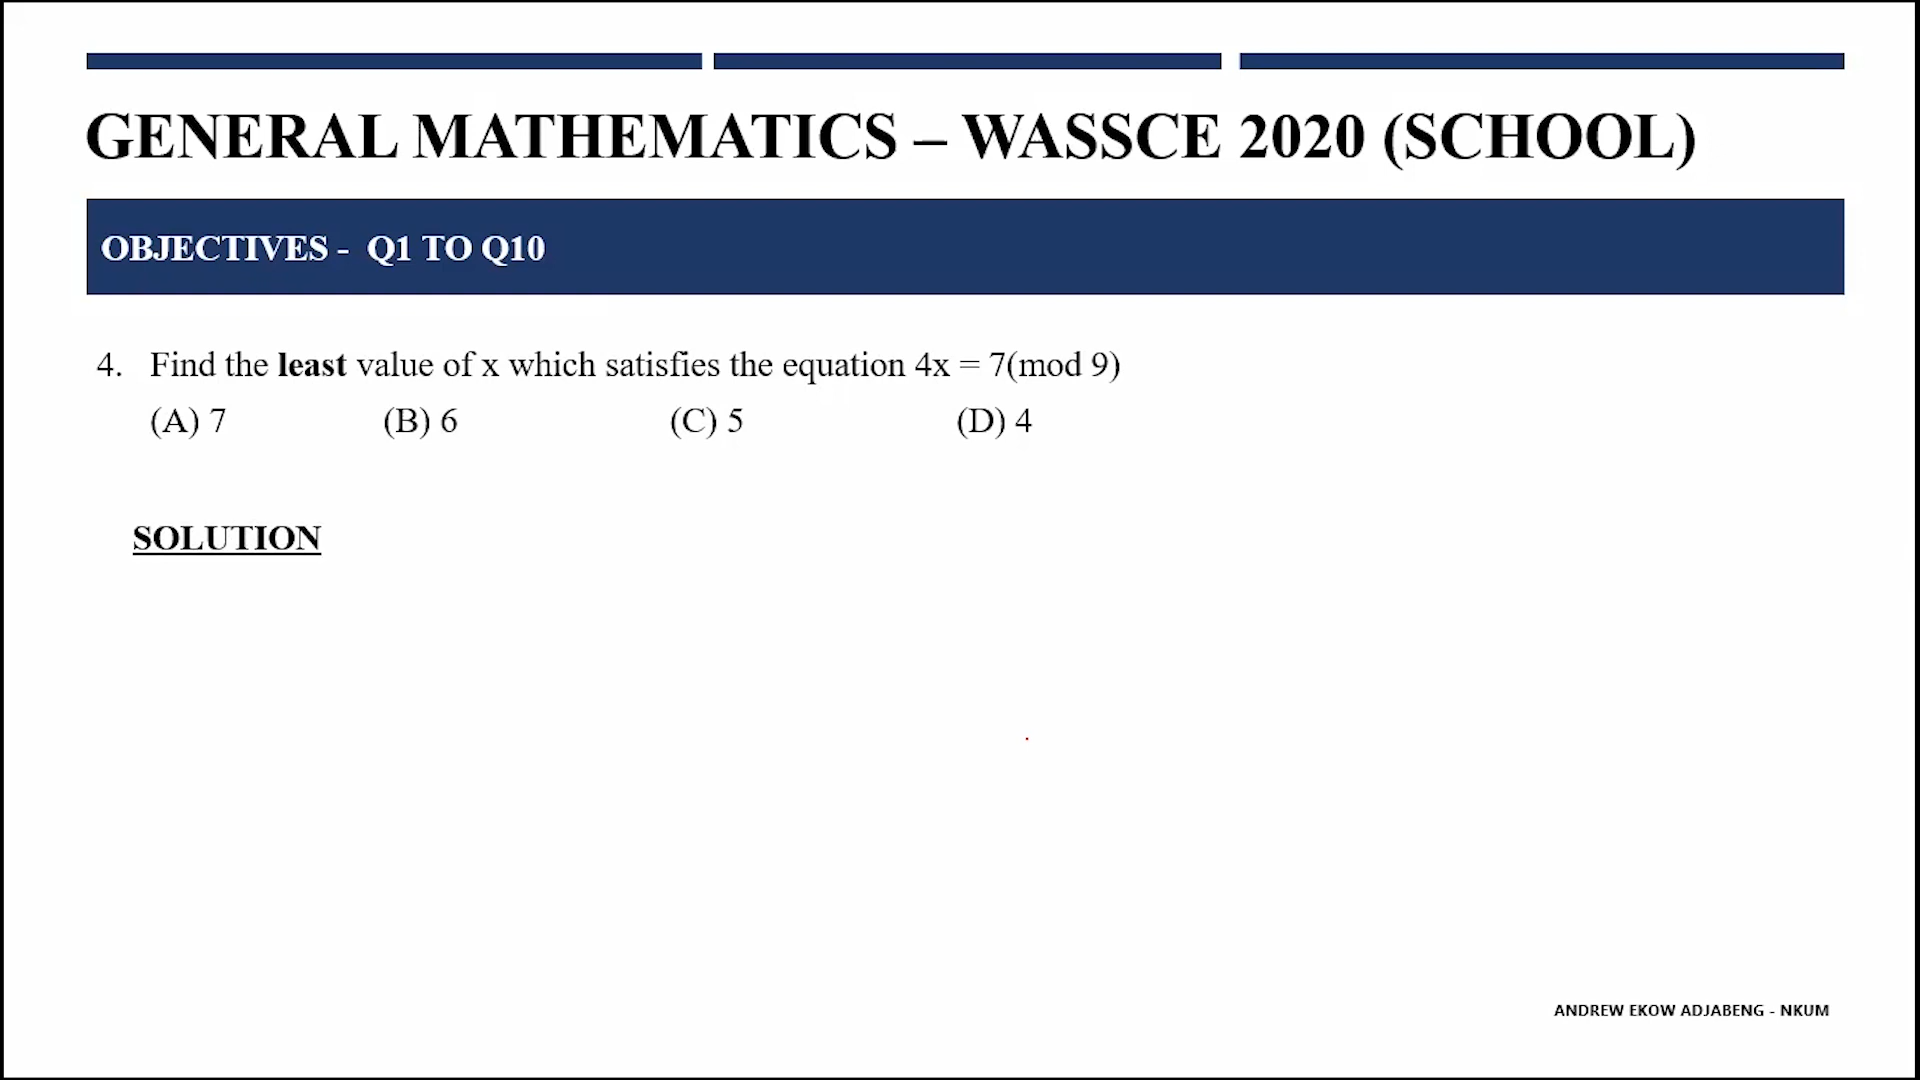 GENERAL MATHEMATICS – WASSCE 2020 (SCHOOL)
OBJECTIVES - Q1 TO Q10
4. Find the least value of x which satisfies the equation 4x = 7(mod 9)
(A) 7 (B) 6 (C) 5 (D) 4
SOLUTION
ANDREW EKOW ADJABENG - NKUM